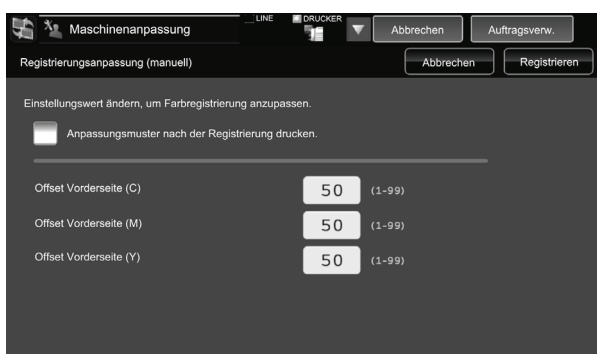 Maschinenanpassung
LINE
DRUCKER
Abbrechen
Auftragsverw.
Registrierungsanpassung (manuell)
Abbrechen
Registrieren
Einstellungswert ändern, um Farbregistrierung anzupassen.
Anpassungsmuster nach der Registrierung drucken.
Offset Vorderseite (C) 50 (1-99)
Offset Vorderseite (M) 50 (1-99)
Offset Vorderseite (Y) 50 (1-99)